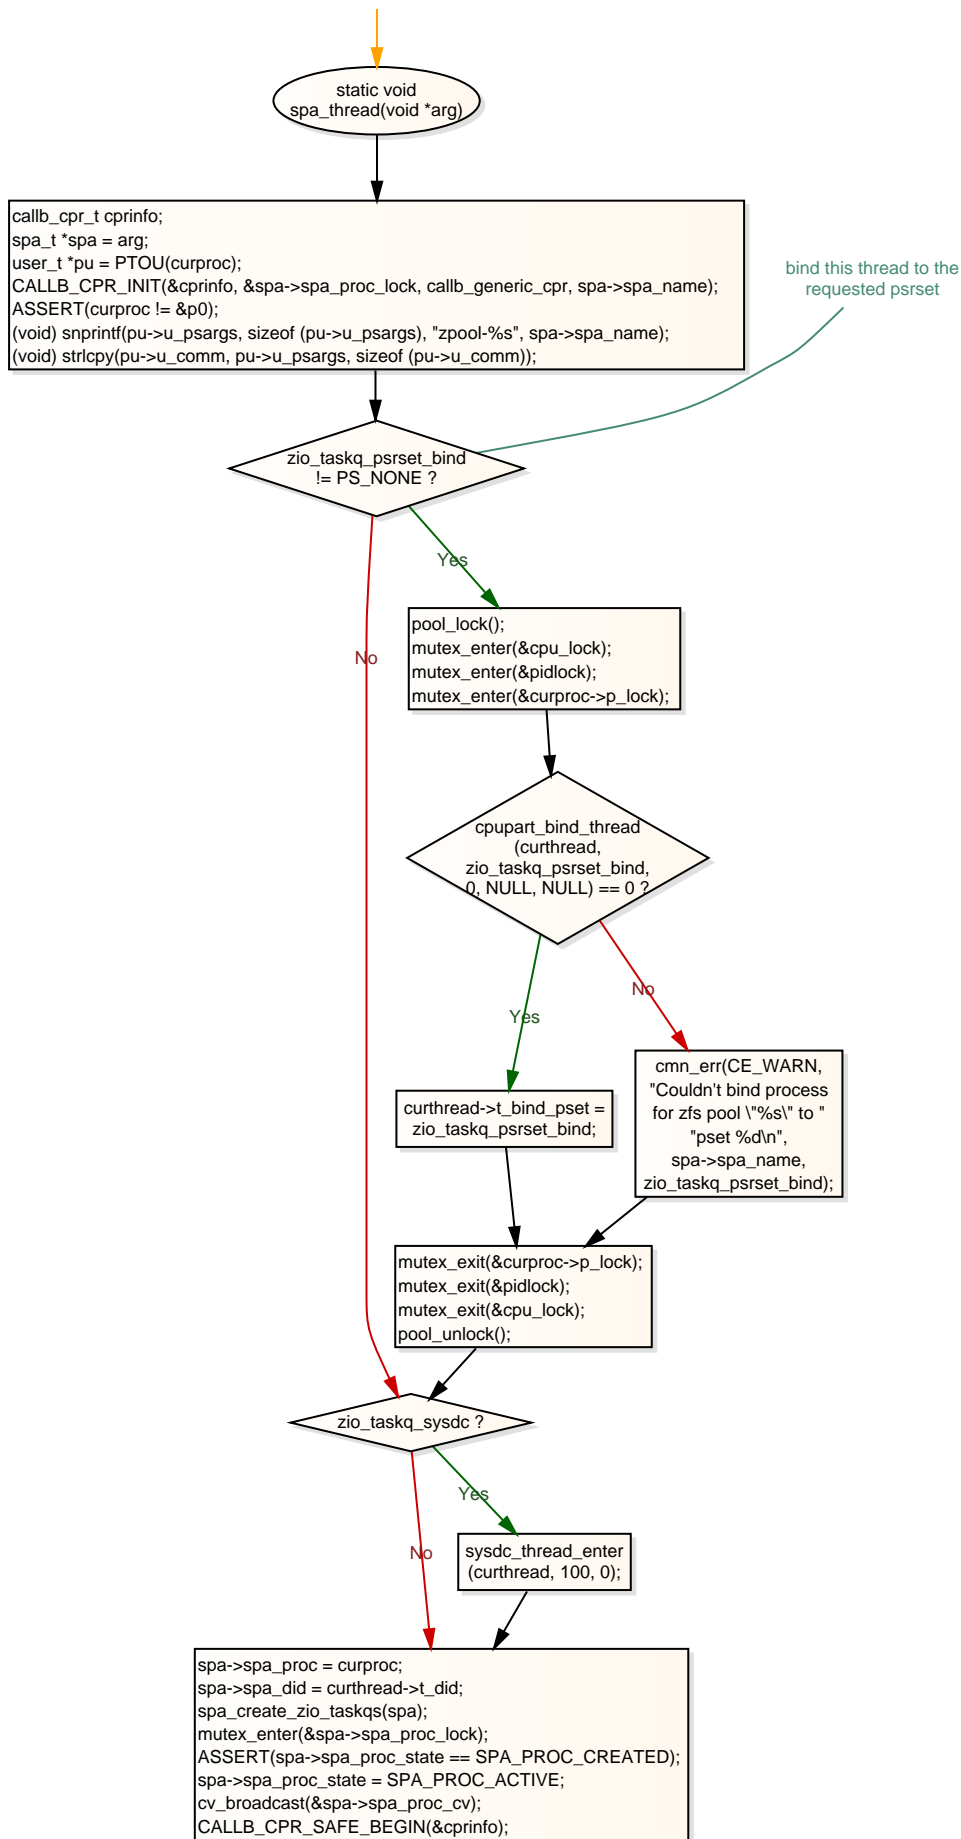 static void
spa_thread(void *arg)
callb_cpr_t cprinfo;
spa_t *spa = arg;
user_t *pu = PTOU(curproc);
CALLB_CPR_INIT(&cprinfo, &spa->spa_proc_lock, callb_generic_cpr, spa->spa_name);
ASSERT(curproc != &p0);
(void) snprintf(pu->u_psargs, sizeof (pu->u_psargs), "zpool-%s", spa->spa_name);
(void) strlcpy(pu->u_comm, pu->u_psargs, sizeof (pu->u_comm));
bind this thread to the
requested psrset
zio_taskq_psrset_bind
!= PS_NONE ?
Yes
No
pool_lock();
mutex_enter(&cpu_lock);
mutex_enter(&pidlock);
mutex_enter(&curproc->p_lock);
cpupart_bind_thread
(curthread,
zio_taskq_psrset_bind,
0, NULL, NULL) == 0 ?
No
Yes
cmn_err(CE_WARN,
"Couldn't bind process
for zfs pool \"%s\" to "
"pset %d\n",
spa->spa_name,
zio_taskq_psrset_bind);
curthread->t_bind_pset =
zio_taskq_psrset_bind;
mutex_exit(&curproc->p_lock);
mutex_exit(&pidlock);
mutex_exit(&cpu_lock);
pool_unlock();
zio_taskq_sysdc ?
Yes
No
sysdc_thread_enter
(curthread, 100, 0);
spa->spa_proc = curproc;
spa->spa_did = curthread->t_did;
spa_create_zio_taskqs(spa);
mutex_enter(&spa->spa_proc_lock);
ASSERT(spa->spa_proc_state == SPA_PROC_CREATED);
spa->spa_proc_state = SPA_PROC_ACTIVE;
cv_broadcast(&spa->spa_proc_cv);
CALLB_CPR_SAFE_BEGIN(&cprinfo);